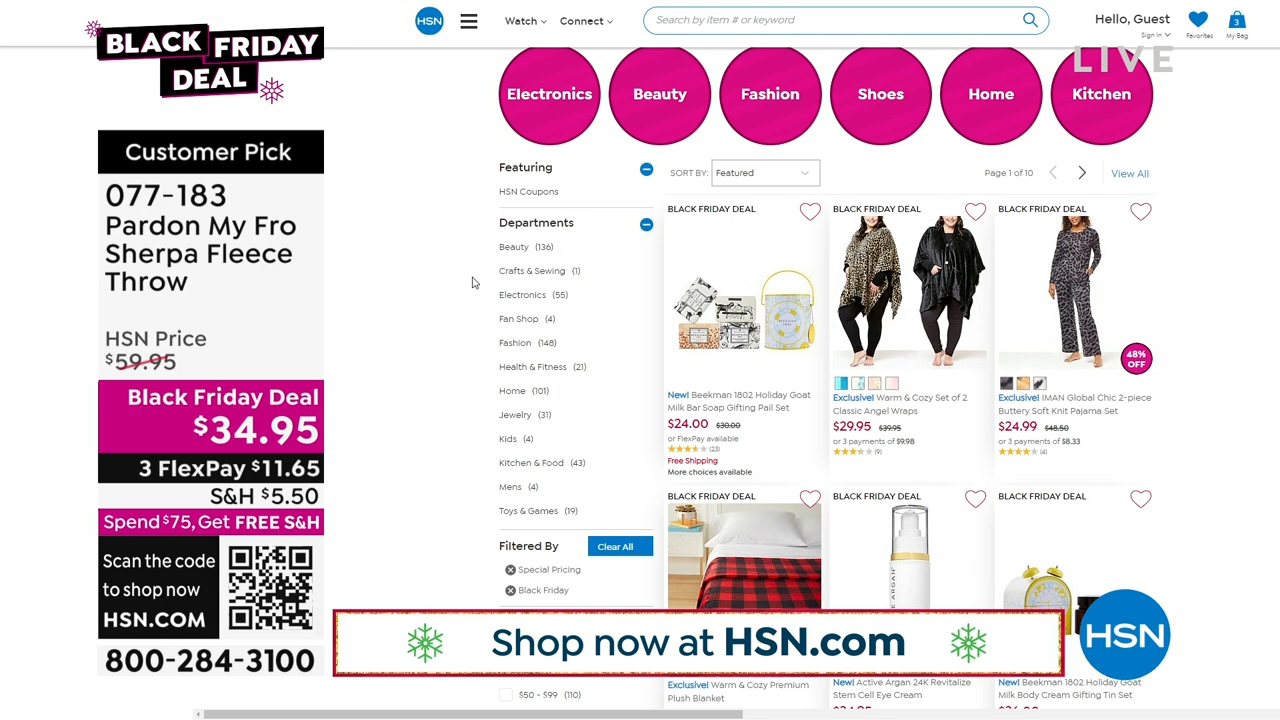 BLACK FRIDAY
DEAL
Customer Pick
077-183
Pardon My Fro
Sherpa Fleece
Throw
HSN Price
$59.95
Black Friday Deal
$34.95
3 FlexPay $11.65
S&H $5.50
Spend $75, Get FREE S&H
Scan the code
to shop now
HSN.COM
800-284-3100
HSN
Watch
Connect
Search by item # or keyword
Hello, Guest
Sign in
Favorites
3
My Bag
LIVE
Electronics
Beauty
Fashion
Shoes
Home
Kitchen
Featuring
HSN Coupons
Departments
Beauty (136)
Crafts & Sewing (1)
Electronics (55)
Fan Shop (4)
Fashion (148)
Health & Fitness (21)
Home (101)
Jewelry (31)
Kids (4)
Kitchen & Food (43)
Mens (4)
Toys & Games (19)
Filtered By
Clear All
Special Pricing
Black Friday
$50 - $99 (110)
SORT BY: Featured
Page 1 of 10
View All
BLACK FRIDAY DEAL
New! Beekman 1802 Holiday Goat
Milk Bar Soap Gifting Pail Set
$24.00 $30.00
or FlexPay available
(23)
Free Shipping
More choices available
BLACK FRIDAY DEAL
Exclusive! Warm & Cozy Set of 2
Classic Angel Wraps
$29.95 $39.95
or 3 payments of $9.98
(9)
BLACK FRIDAY DEAL
48%
OFF
Exclusive! IMAN Global Chic 2-piece
Buttery Soft Knit Pajama Set
$24.99 $48.50
or 3 payments of $8.33
(4)
BLACK FRIDAY DEAL
Exclusive! Warm & Cozy Premium
Plush Blanket
BLACK FRIDAY DEAL
New! Active Argan 24K Revitalize
Stem Cell Eye Cream
BLACK FRIDAY DEAL
New! Beekman 1802 Holiday Goat
Milk Body Cream Gifting Tin Set
Shop now at HSN.com
HSN